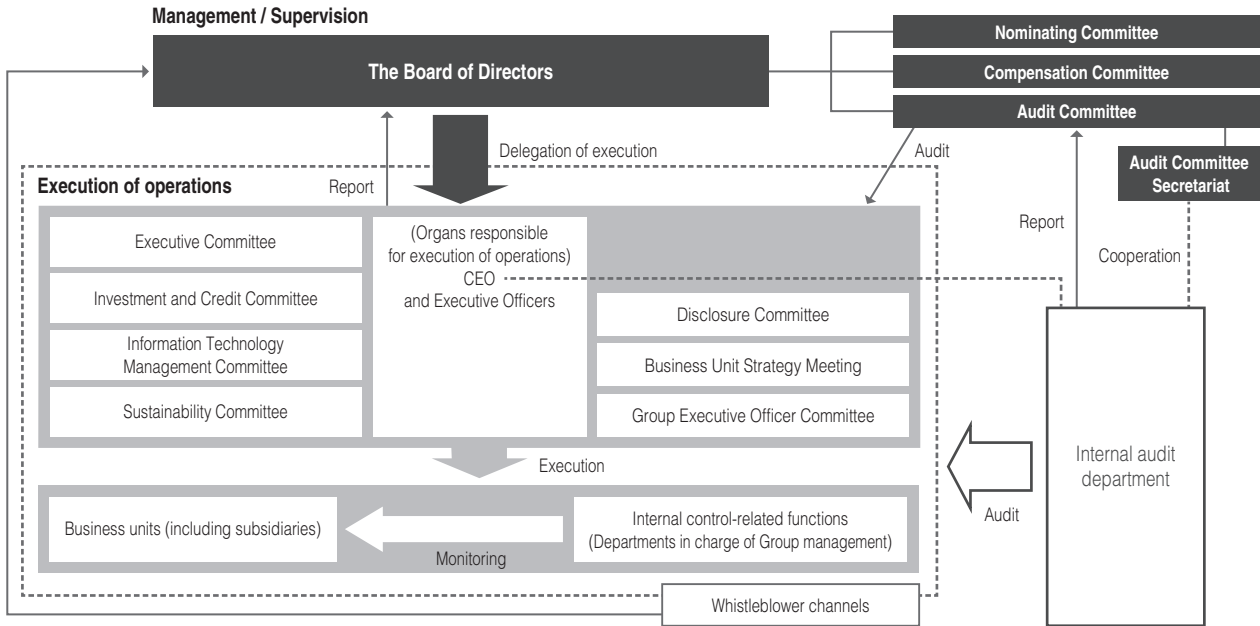 Management / Supervision
The Board of Directors
Nominating Committee
Compensation Committee
Audit Committee
Delegation of execution
Audit
Audit Committee
Secretariat
Execution of operations
Report
Report
Cooperation
Executive Committee
Investment and Credit Committee
Information Technology
Management Committee
Sustainability Committee
(Organs responsible
for execution of operations)
CEO
and Executive Officers
Disclosure Committee
Business Unit Strategy Meeting
Group Executive Officer Committee
Execution
Internal audit
department
Audit
Business units (including subsidiaries)
Monitoring
Internal control-related functions
(Departments in charge of Group management)
Whistleblower channels